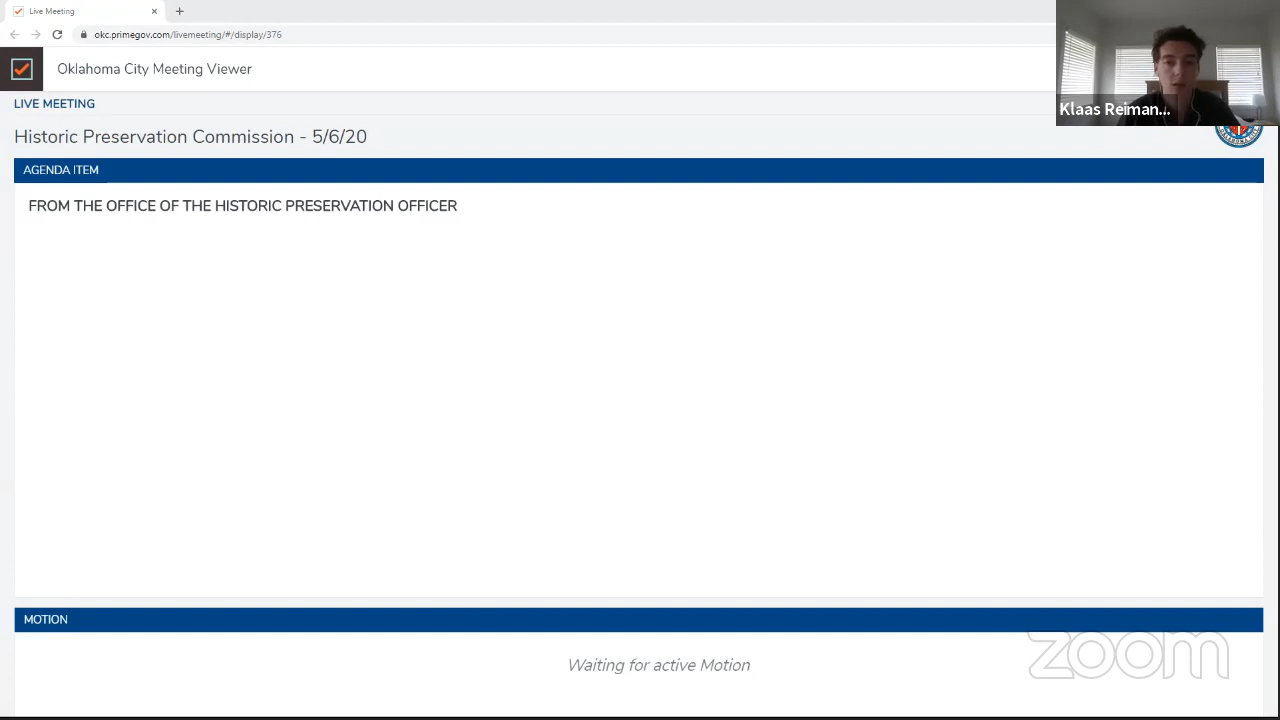 Live Meeting
okc.primegov.com/livemeeting/#/display/376
Oklahoma City Meeting Viewer
Klaas Reiman...
LIVE MEETING
Historic Preservation Commission - 5/6/20
AGENDA ITEM
FROM THE OFFICE OF THE HISTORIC PRESERVATION OFFICER
MOTION
Waiting for active Motion
zoom